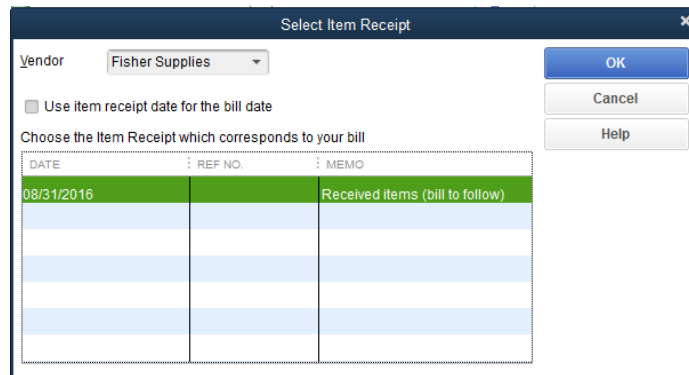 Select Item Receipt
Vendor Fisher Supplies
OK
Use item receipt date for the bill date
Cancel
Choose the Item Receipt which corresponds to your bill
Help
DATE REF NO. MEMO
08/31/2016 Received items (bill to follow)